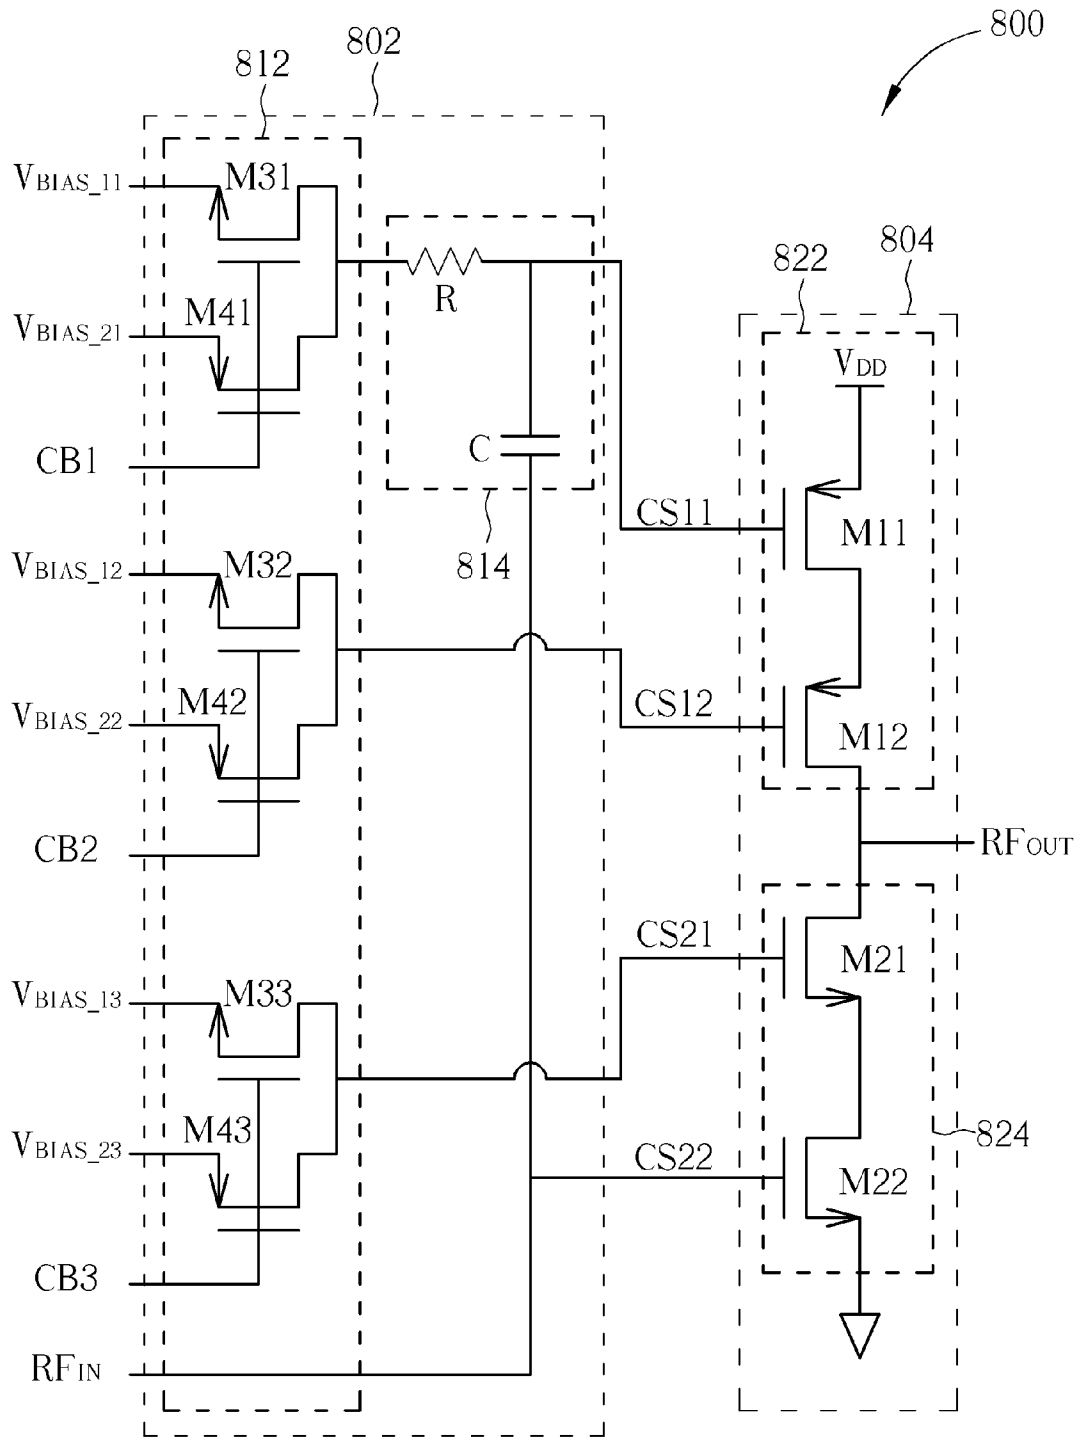 800
802
812
VBIAS_11
M31
R
M41
VBIAS_21
CB1
C
814
804
822
VDD
CS11
M11
VBIAS_12
M32
M42
VBIAS_22
CS12
M12
CB2
RFOUT
CS21
M21
VBIAS_13
M33
M43
VBIAS_23
CS22
M22
824
CB3
RFIN